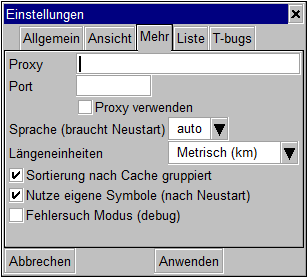 Einstellungen
Allgemein Ansicht Mehr Liste T-bugs
Proxy
Port
Proxy verwenden
Sprache (braucht Neustart) auto
Längeneinheiten Metrisch (km)
Sortierung nach Cache gruppiert
Nutze eigene Symbole (nach Neustart)
Fehlersuch Modus (debug)
Abbrechen Anwenden